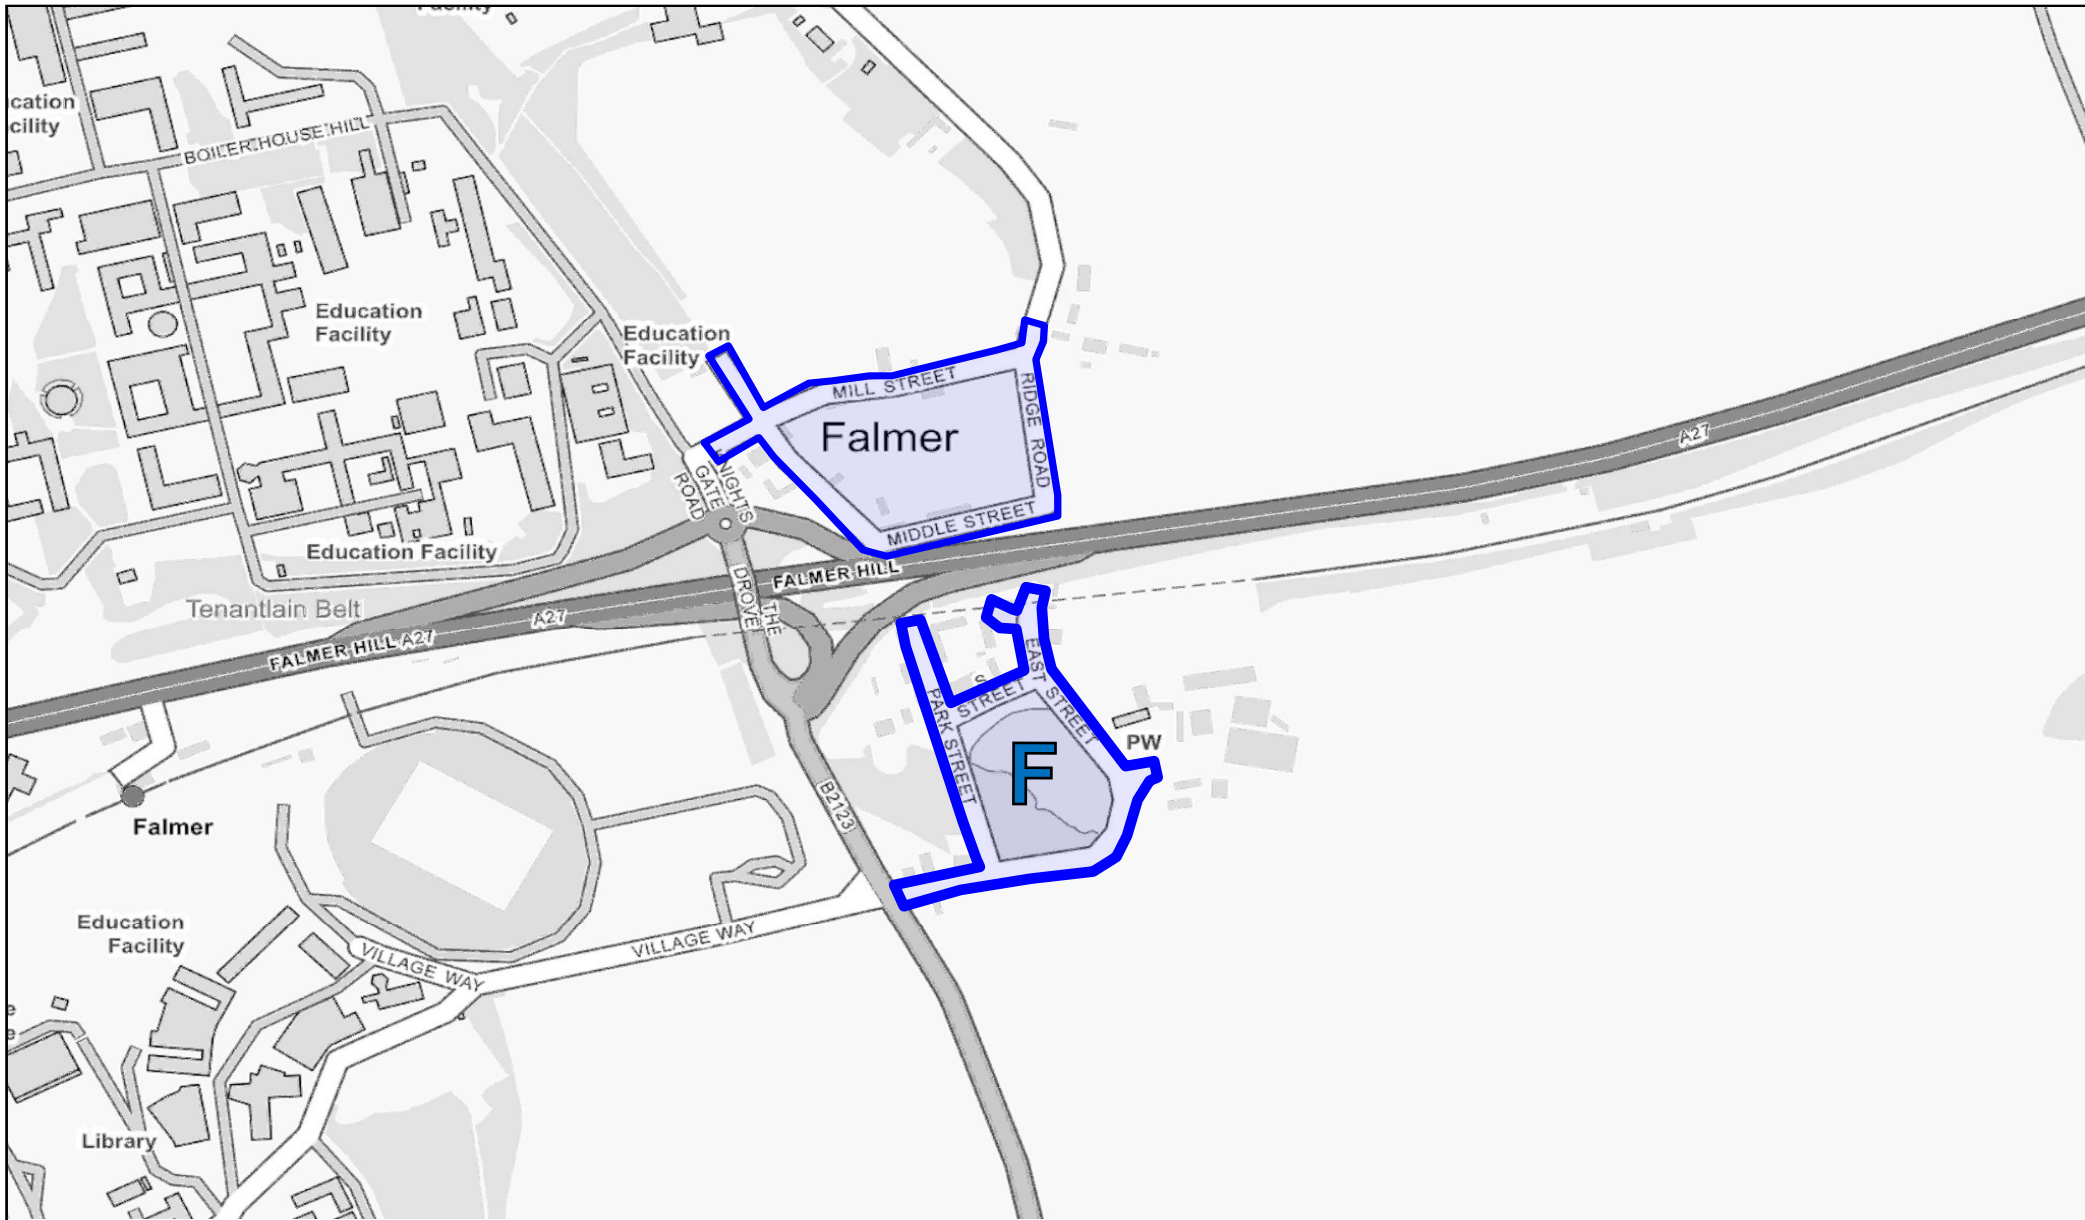 cation
cility
BOILER HOUSE HILL
Education
Facility
Education
Facility
MILL STREET
RIDGE ROAD
Falmer
MIDDLE STREET
KNIGHTS
GATE
ROAD
A27
Education Facility
FALMER HILL
Tenantlain Belt
THE
DROVE
A27
FALMER HILL A27
EAST STREET
S
STREET
PARK STREET
F
PW
B2123
Falmer
Education
Facility
VILLAGE WAY
VILLAGE WAY
e
e
Library